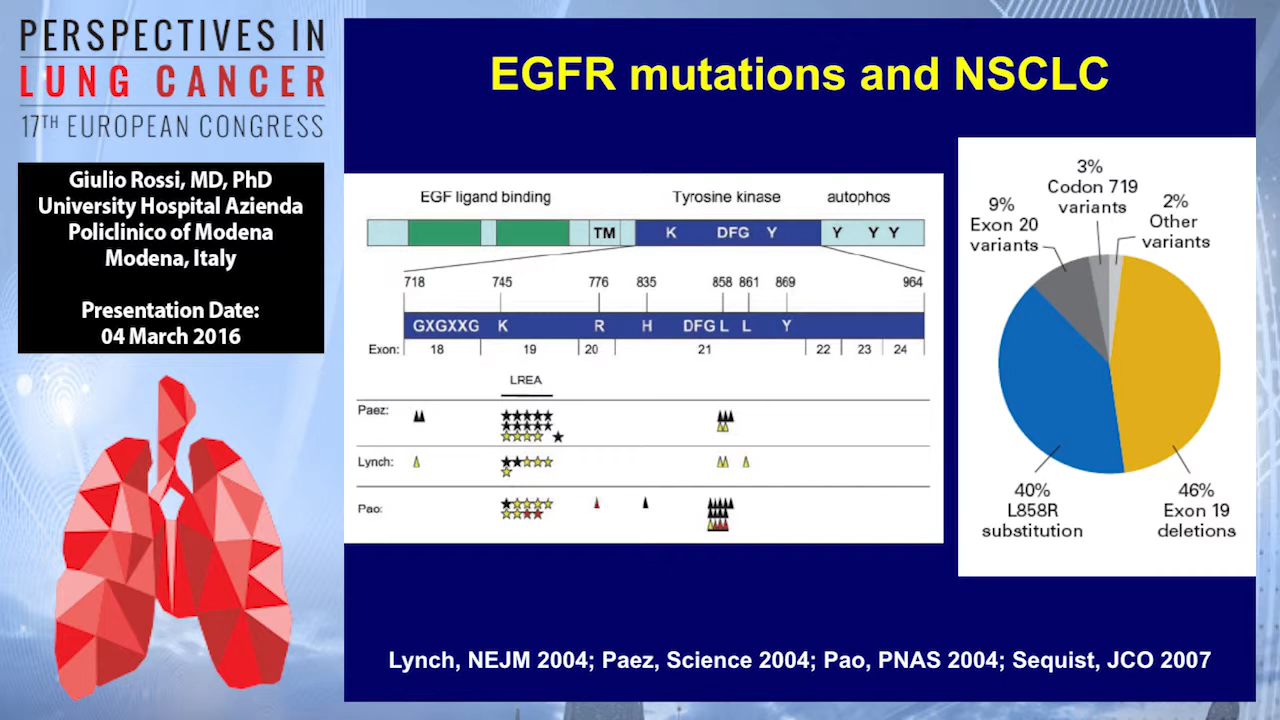 PERSPECTIVES IN
LUNG CANCER
17TH EUROPEAN CONGRESS
Giulio Rossi, MD, PhD
University Hospital Azienda
Policlinico of Modena
Modena, Italy
Presentation Date:
04 March 2016
EGFR mutations and NSCLC
EGF ligand binding Tyrosine kinase autophos
TM K DFG Y Y Y Y
718 745 776 835 858 861 869 964
GXGXXG K R H DFG L L Y
Exon: 18 19 20 21 22 23 24
LREA
Paez:
Lynch:
Pao:
3%
Codon 719
variants
9%
Exon 20
variants
2%
Other
variants
40%
L858R
substitution
46%
Exon 19
deletions
Lynch, NEJM 2004; Paez, Science 2004; Pao, PNAS 2004; Sequist, JCO 2007